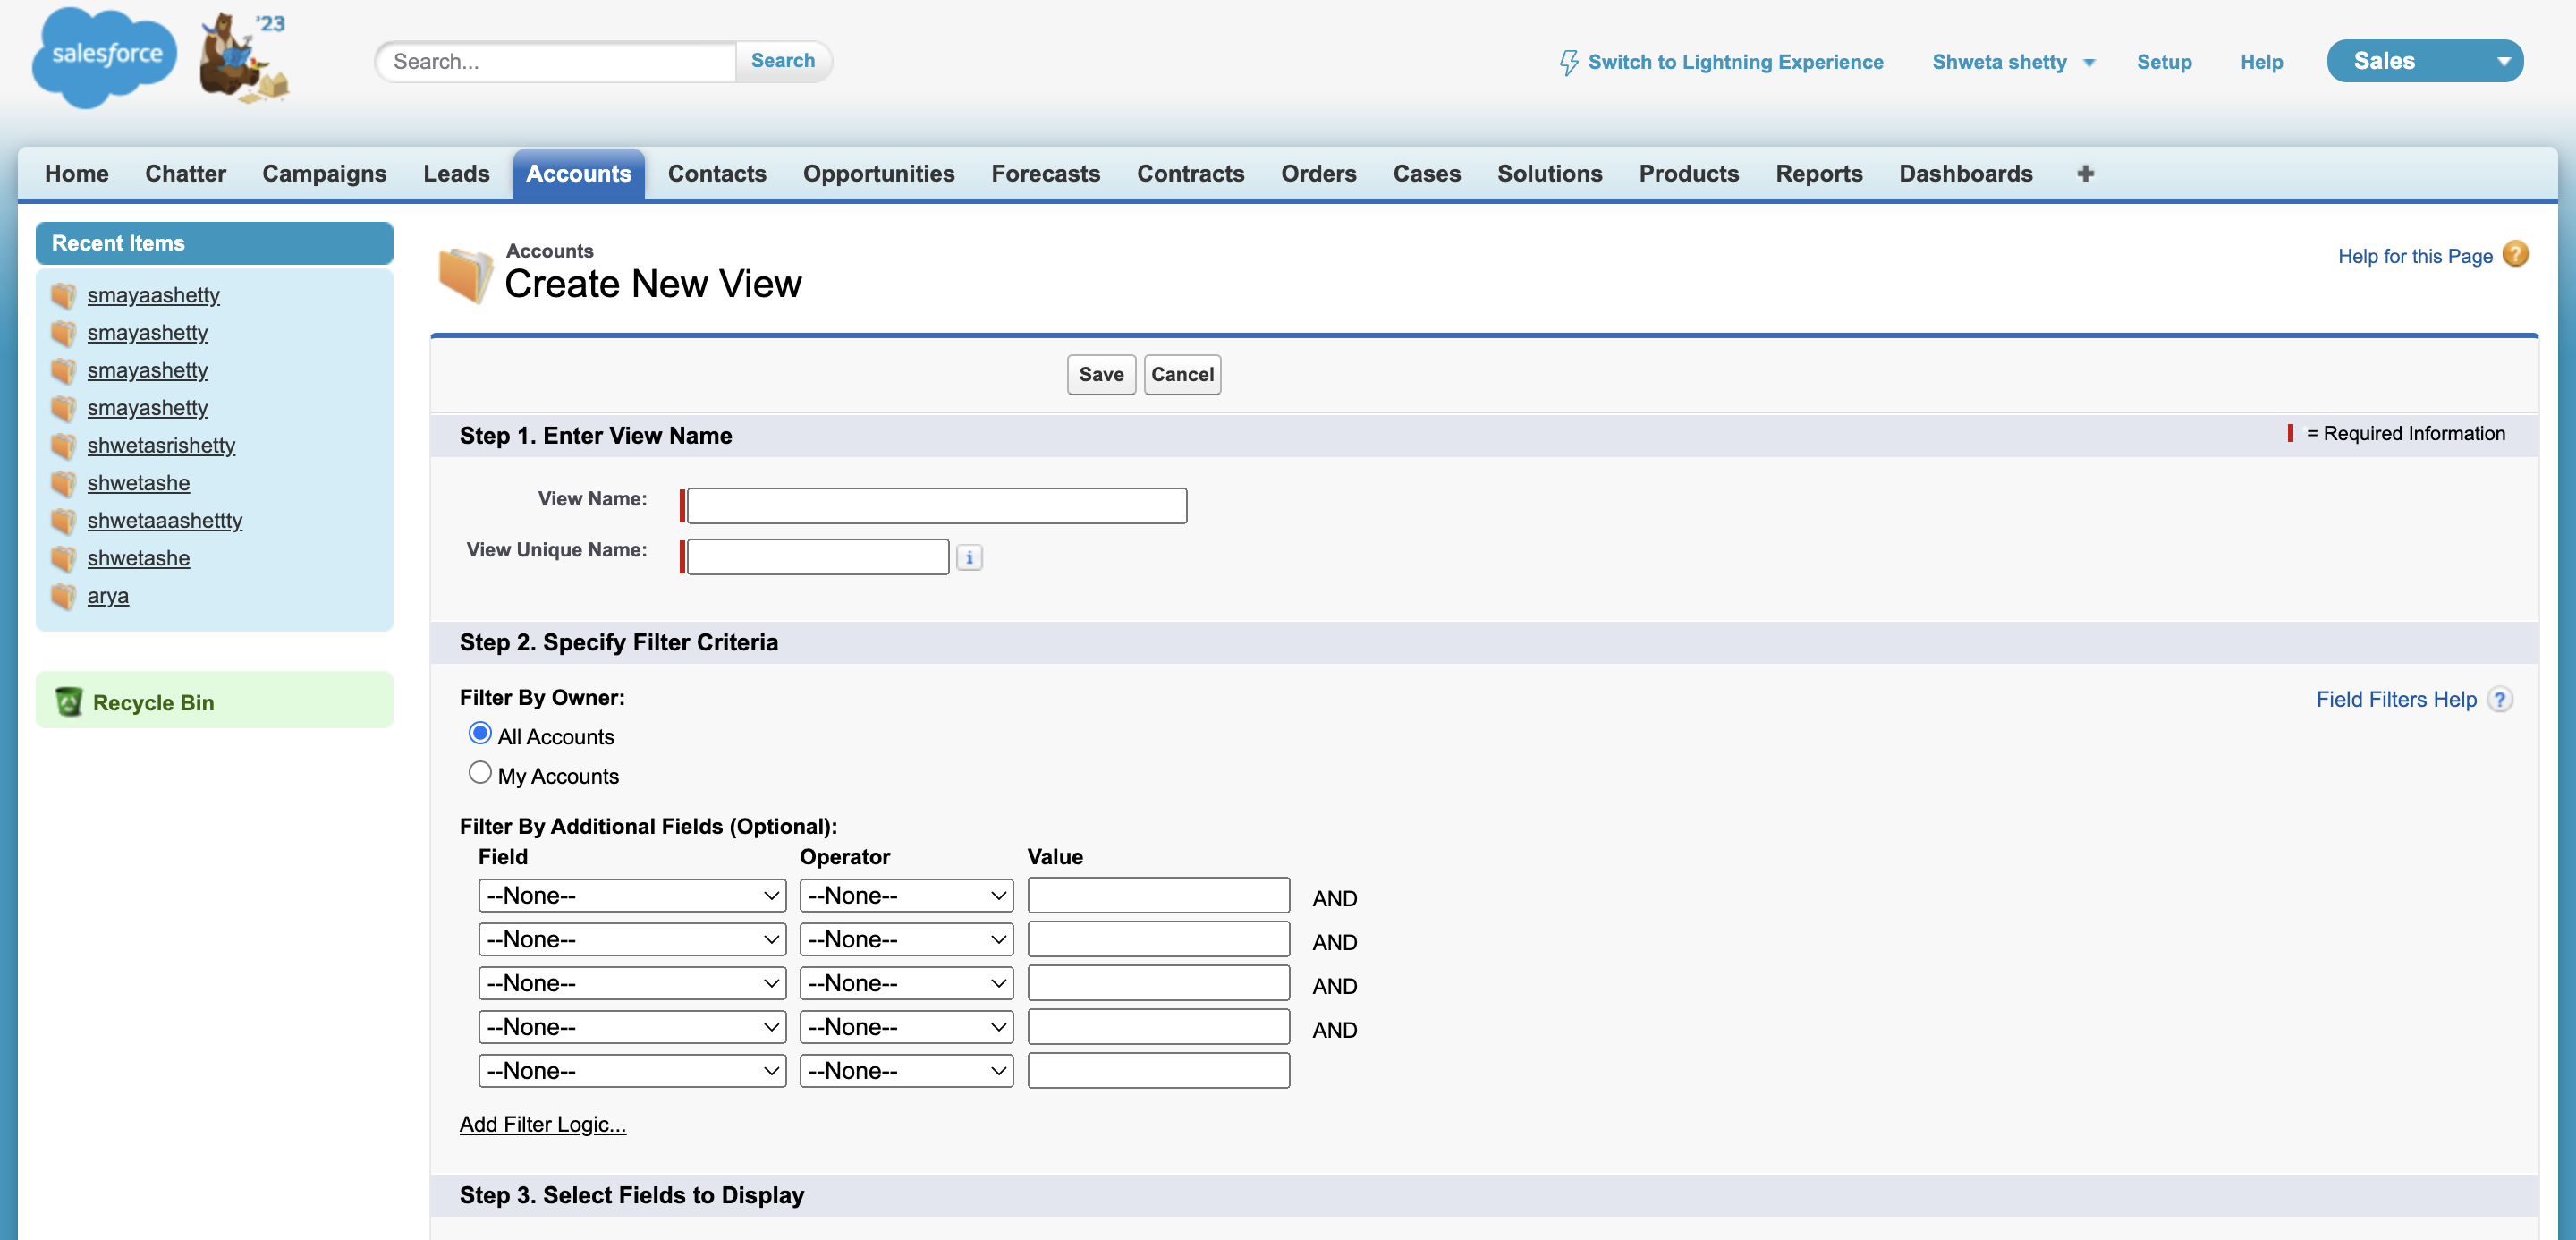 salesforce
'23
Search...
Search
Switch to Lightning Experience
Shweta shetty
Setup
Help
Sales
Home
Chatter
Campaigns
Leads
Accounts
Contacts
Opportunities
Forecasts
Contracts
Orders
Cases
Solutions
Products
Reports
Dashboards
Recent Items
smayaashetty
smayashetty
smayashetty
smayashetty
shwetasrishetty
shwetashe
shwetaaashettty
shwetashe
arya
Recycle Bin
Accounts
Create New View
Help for this Page
Save
Cancel
Step 1. Enter View Name
= Required Information
View Name:
View Unique Name:
Step 2. Specify Filter Criteria
Filter By Owner:
Field Filters Help
All Accounts
My Accounts
Filter By Additional Fields (Optional):
Field Operator Value
--None-- --None-- AND
--None-- --None-- AND
--None-- --None-- AND
--None-- --None-- AND
--None-- --None--
Add Filter Logic...
Step 3. Select Fields to Display